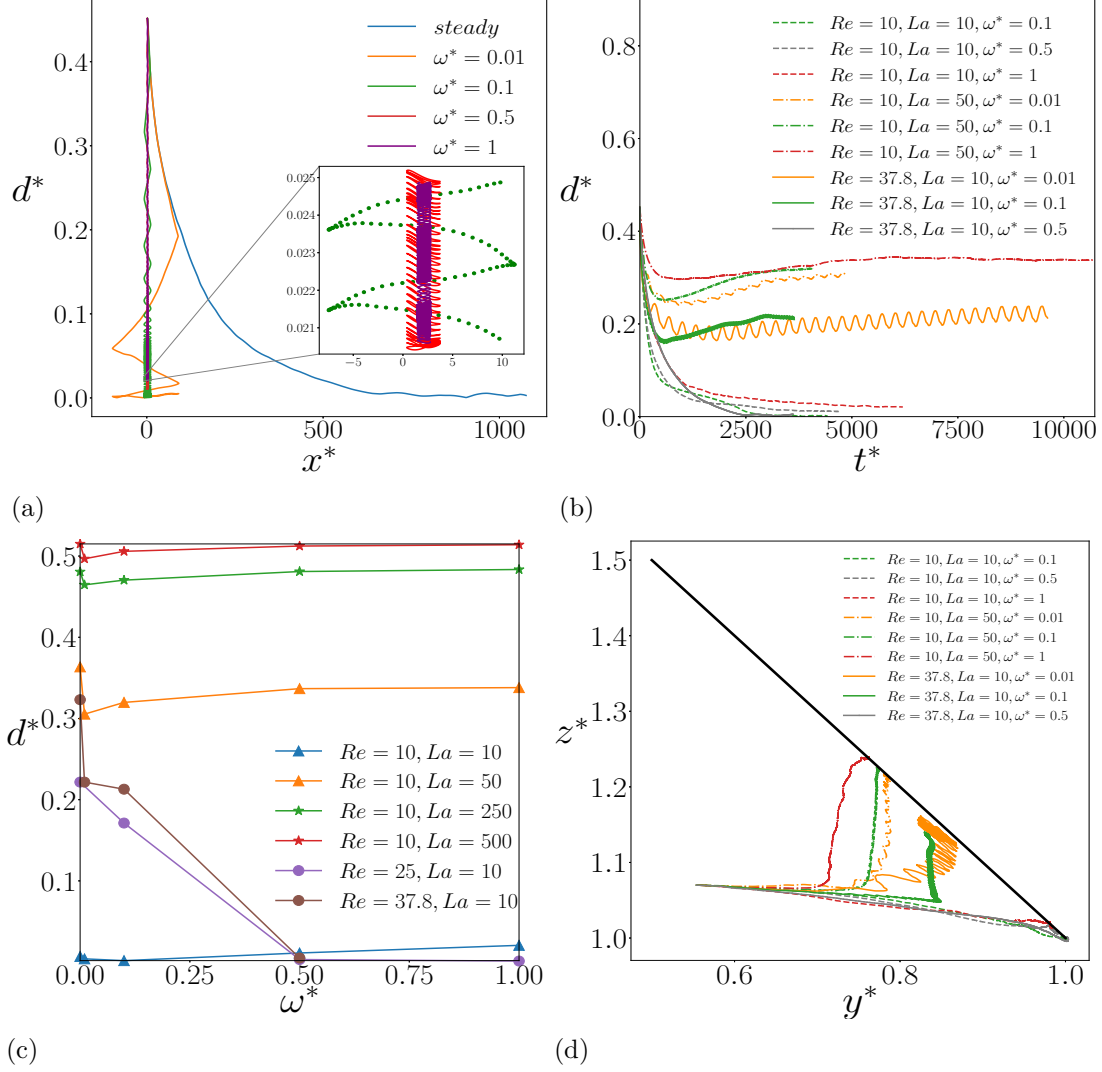 0.4
0.3
d*
0.2
0.1
0.0
steady
ω* = 0.01
ω* = 0.1
ω* = 0.5
ω* = 1
0.025
0.024
0.023
0.022
0.021
−5
0
5
10
0
500
1000
x*
(a)
0.8
0.6
d*
0.4
0.2
0.0
Re = 10, La = 10, ω* = 0.1
Re = 10, La = 10, ω* = 0.5
Re = 10, La = 10, ω* = 1
Re = 10, La = 50, ω* = 0.01
Re = 10, La = 50, ω* = 0.1
Re = 10, La = 50, ω* = 1
Re = 37.8, La = 10, ω* = 0.01
Re = 37.8, La = 10, ω* = 0.1
Re = 37.8, La = 10, ω* = 0.5
0
2500
5000
7500
10000
t*
(b)
0.5
0.4
0.3
d*
0.2
0.1
Re = 10, La = 10
Re = 10, La = 50
Re = 10, La = 250
Re = 10, La = 500
Re = 25, La = 10
Re = 37.8, La = 10
0.00
0.25
0.50
0.75
1.00
ω*
(c)
1.5
1.4
1.3
z*
1.2
1.1
1.0
Re = 10, La = 10, ω* = 0.1
Re = 10, La = 10, ω* = 0.5
Re = 10, La = 10, ω* = 1
Re = 10, La = 50, ω* = 0.01
Re = 10, La = 50, ω* = 0.1
Re = 10, La = 50, ω* = 1
Re = 37.8, La = 10, ω* = 0.01
Re = 37.8, La = 10, ω* = 0.1
Re = 37.8, La = 10, ω* = 0.5
0.6
0.8
1.0
y*
(d)